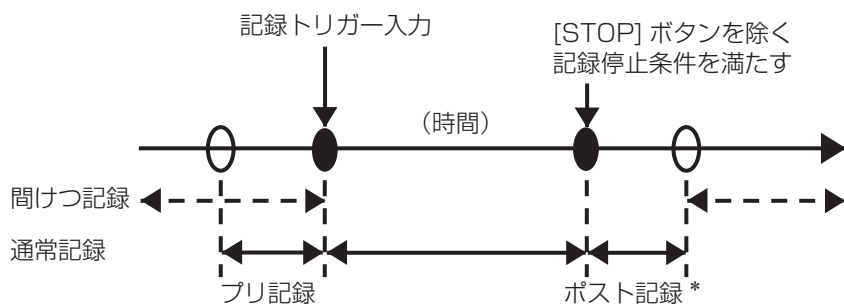 記録トリガー入力
[STOP] ボタンを除く
記録停止条件を満たす
（時間）
間けつ記録
通常記録
プリ記録
ポスト記録 *